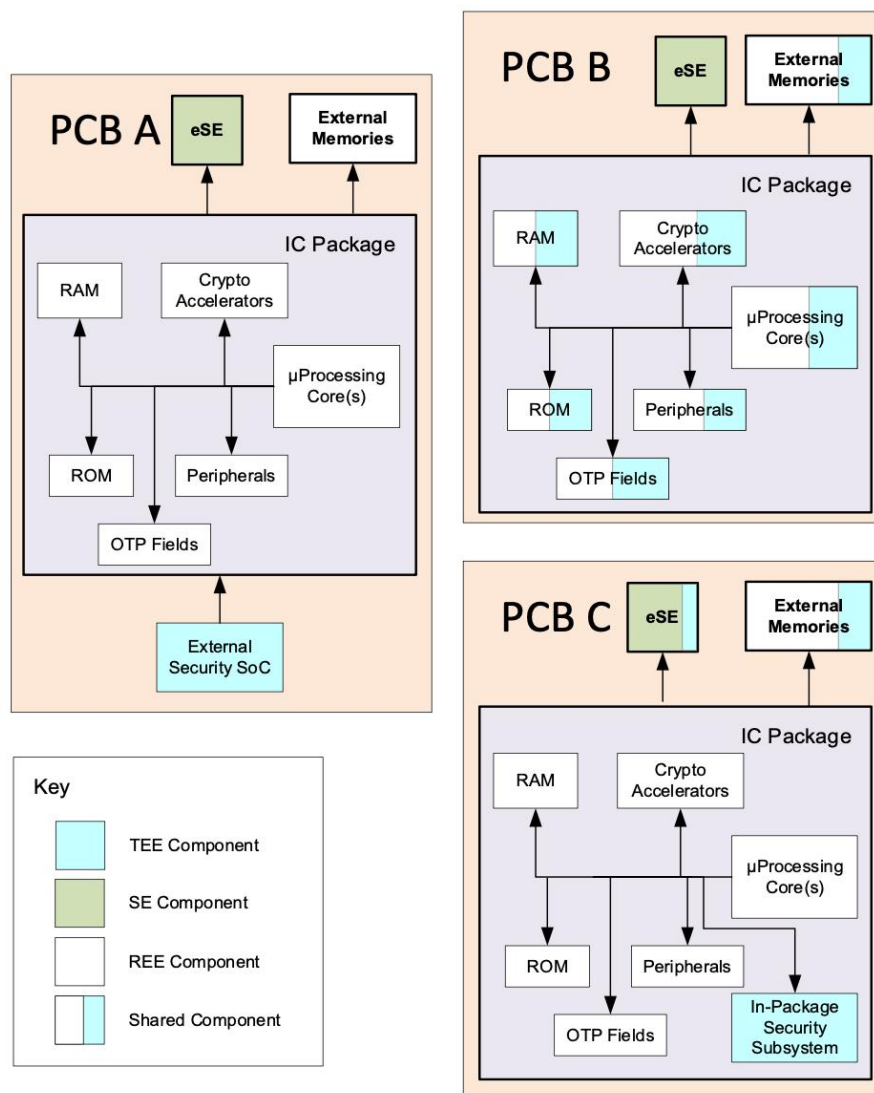 PCB A
eSE
External
Memories
IC Package
RAM
Crypto
Accelerators
µProcessing
Core(s)
ROM
Peripherals
OTP Fields
External
Security SoC
PCB B
eSE
External
Memories
IC Package
RAM
Crypto
Accelerators
µProcessing
Core(s)
ROM
Peripherals
OTP Fields
PCB C
eSE
External
Memories
IC Package
RAM
Crypto
Accelerators
µProcessing
Core(s)
ROM
Peripherals
OTP Fields
In-Package
Security
Subsystem
Key
TEE Component
SE Component
REE Component
Shared Component